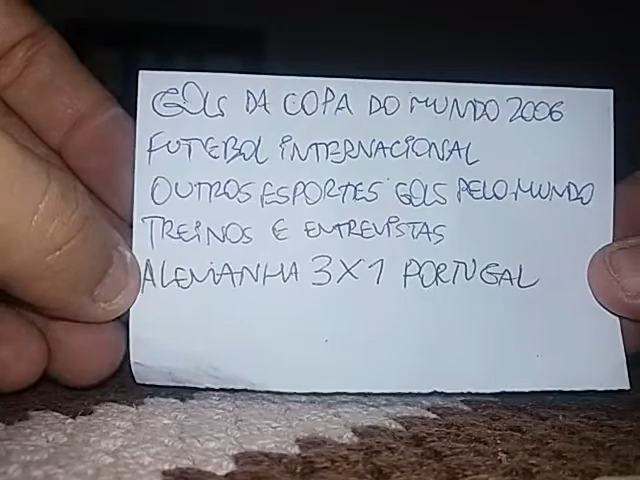 GOLS DA COPA DO MUNDO 2006
FUTEBOL INTERNACIONAL
OUTROS ESPORTES GOLS PELO MUNDO
TREINOS E ENTREVISTAS
ALEMANHA 3X1 PORTUGAL